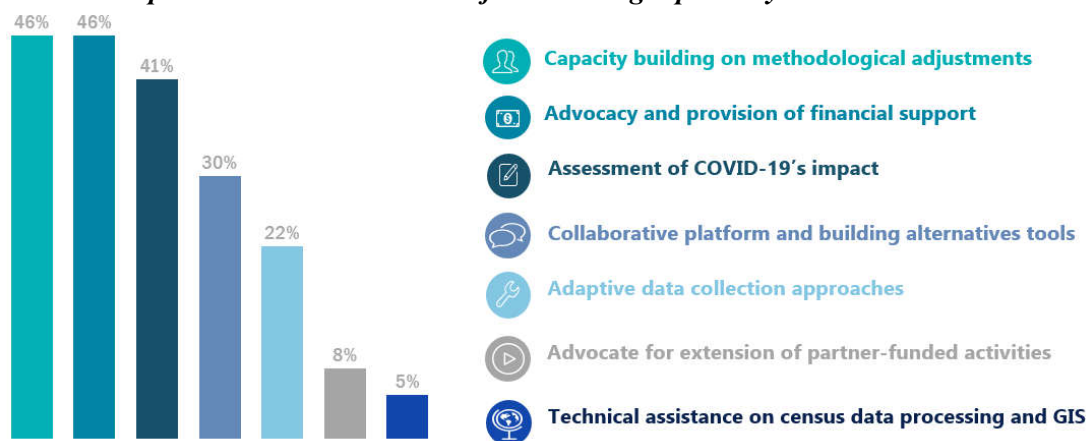 46%
46%
41%
30%
22%
8%
5%
Capacity building on methodological adjustments
Advocacy and provision of financial support
Assessment of COVID-19’s impact
Collaborative platform and building alternatives tools
Adaptive data collection approaches
Advocate for extension of partner-funded activities
Technical assistance on census data processing and GIS